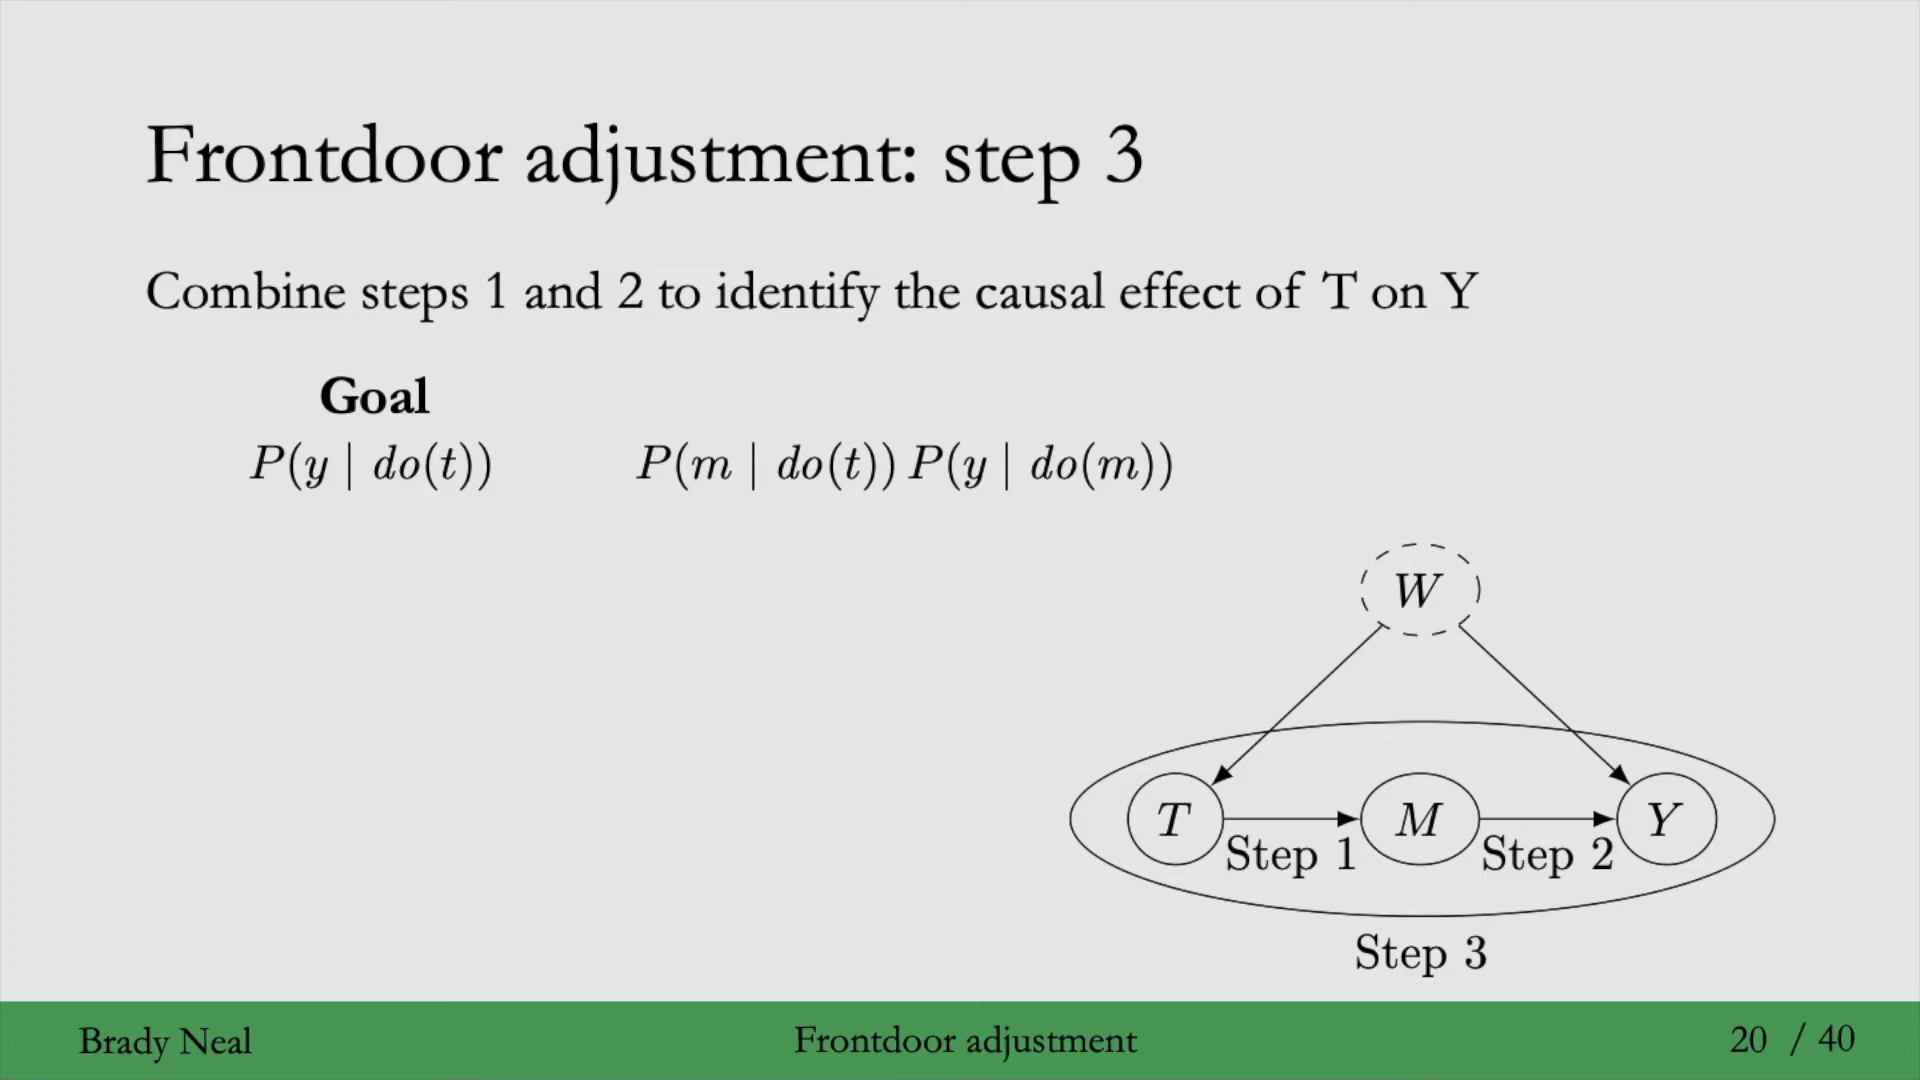 Frontdoor adjustment: step 3
Combine steps 1 and 2 to identify the causal effect of T on Y
Goal
P(y | do(t)) P(m | do(t)) P(y | do(m))
W
T M Y
Step 1 Step 2
Step 3
Brady Neal Frontdoor adjustment 20 / 40